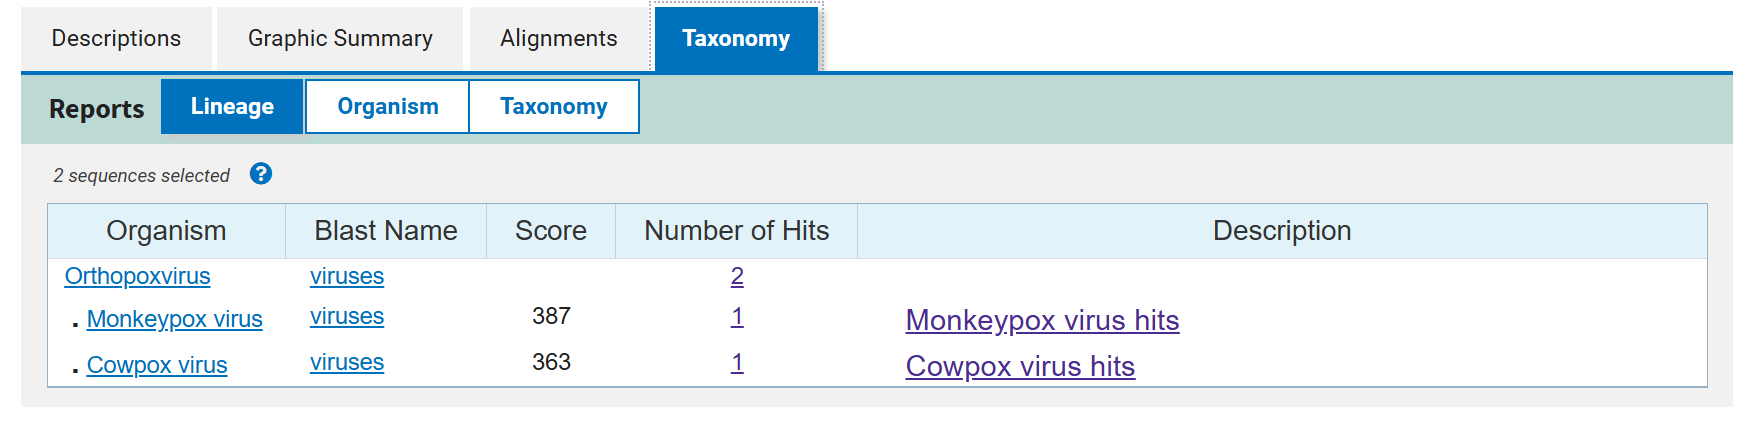 Descriptions Graphic Summary Alignments Taxonomy
Reports Lineage Organism Taxonomy
2 sequences selected ?
Organism Blast Name Score Number of Hits Description
Orthopoxvirus viruses 2
. Monkeypox virus viruses 387 1 Monkeypox virus hits
. Cowpox virus viruses 363 1 Cowpox virus hits